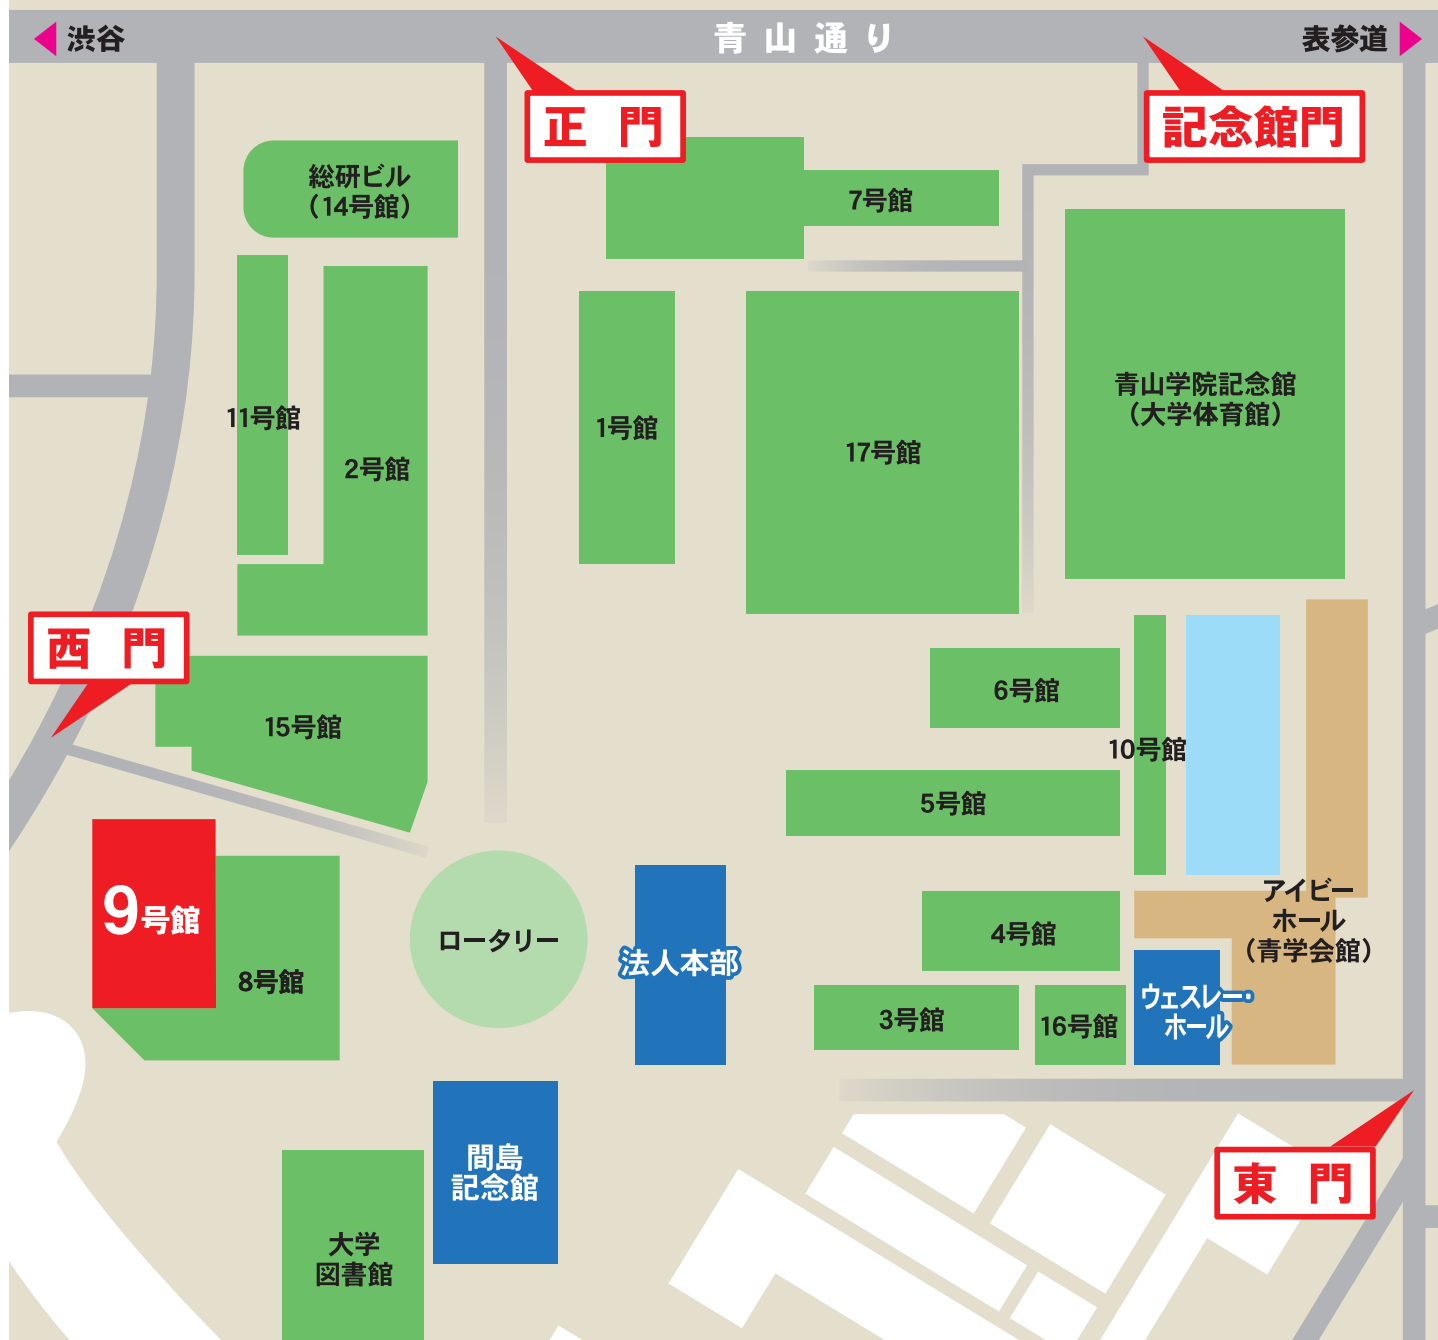 渋谷
青山通り
表参道
正門
記念館門
総研ビル
（14号館）
7号館
11号館
2号館
1号館
17号館
青山学院記念館
（大学体育館）
西門
15号館
6号館
10号館
5号館
9号館
8号館
ロータリー
法人本部
4号館
アイビー
ホール
（青学会館）
3号館
16号館
ウェスレー・
ホール
間島
記念館
東門
大学
図書館